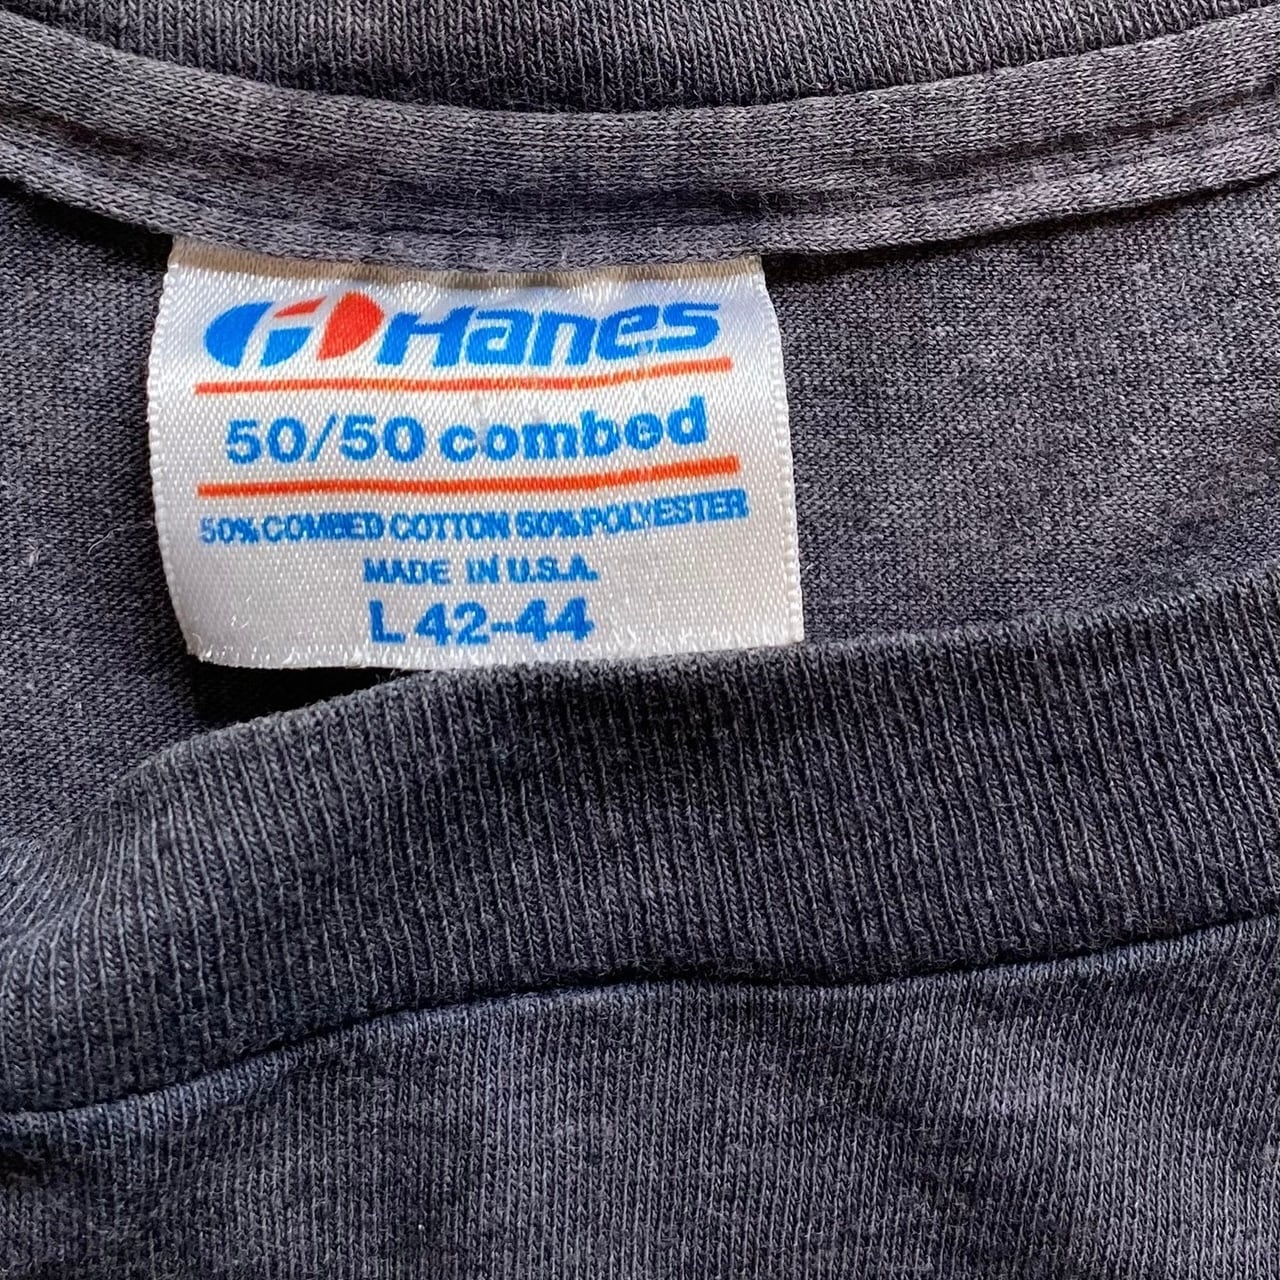 Hanes
50/50 combed
50% COMBED COTTON 50% POLYESTER
MADE IN U.S.A.
L 42-44